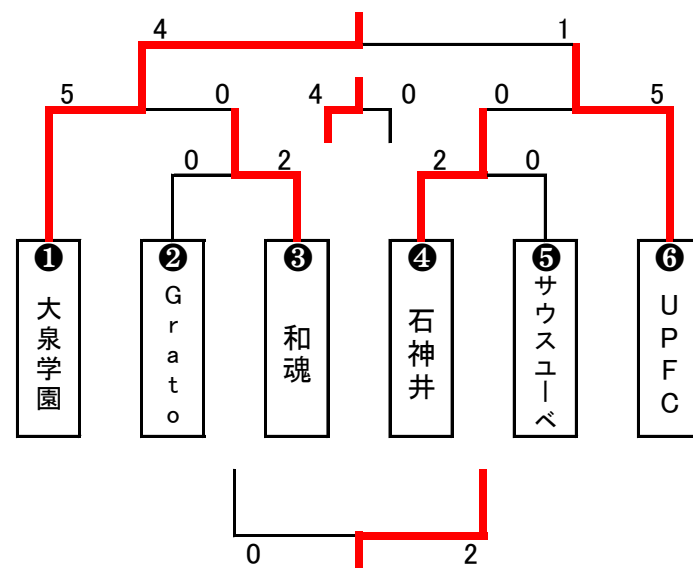 4 1
5 0 4 0 0 5
0 2 2 0
❶ ❷ ❸ ❹ ❺ ❻
大泉学園
Grato
和魂
石神井
サウスユーベ
UPFC
0 2